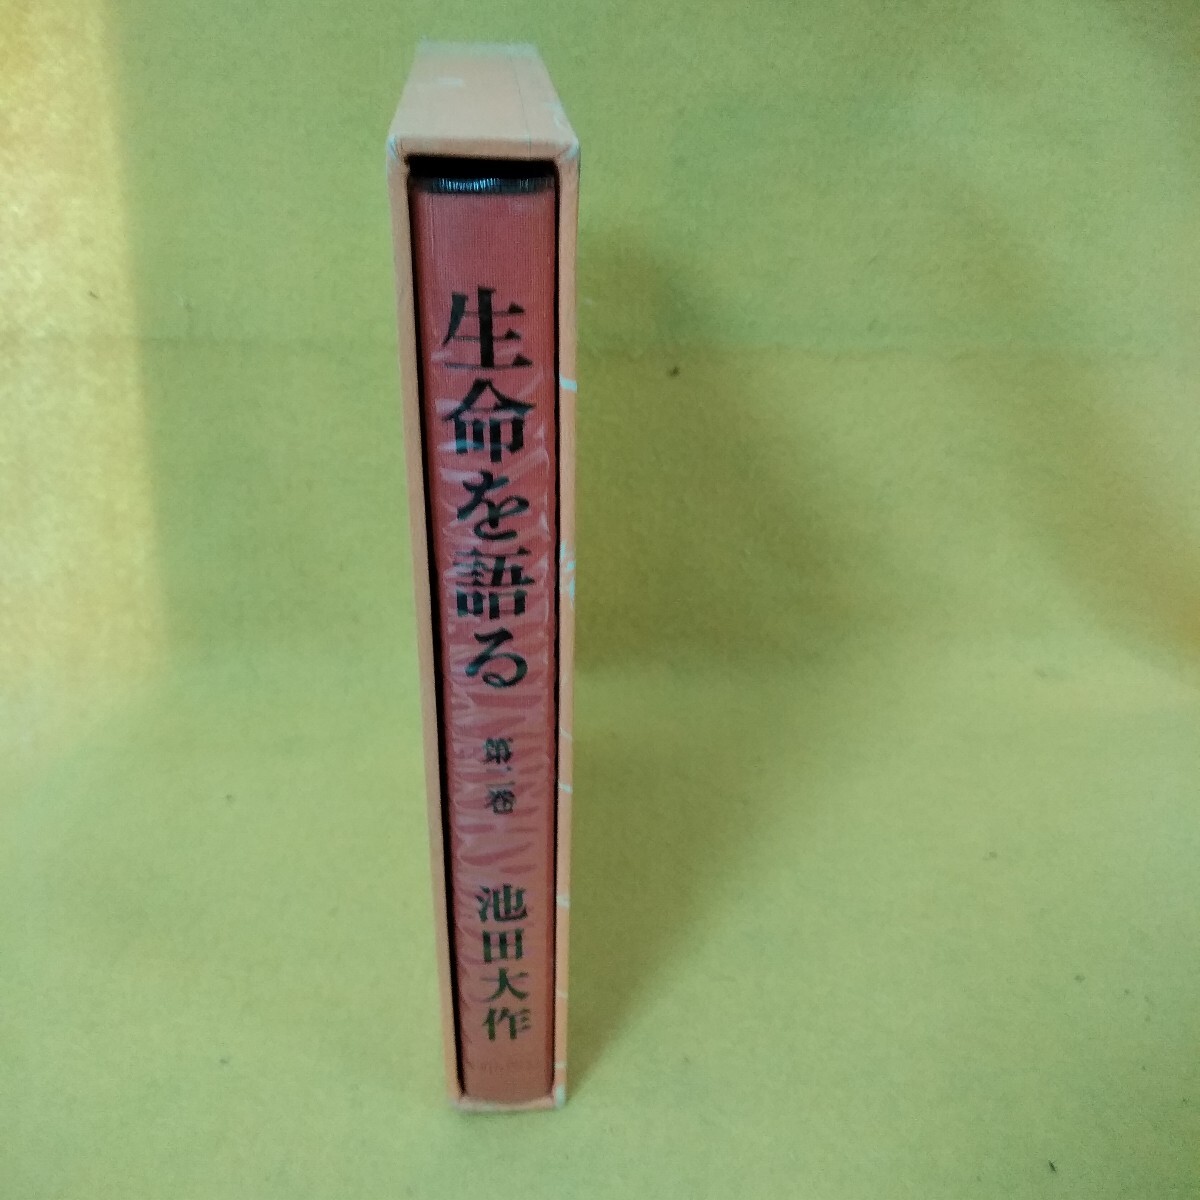 生命を語る
第二巻
池田大作